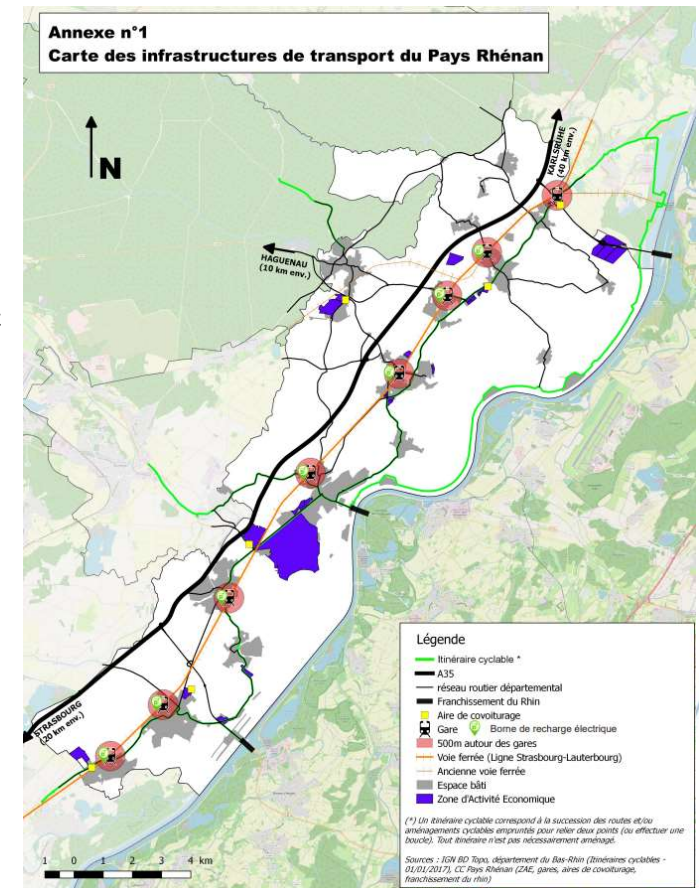 Annexe n°1
Carte des infrastructures de transport du Pays Rhénan
N
KARLSRUHE
(40 km env.)
HAGUENAU
(10 km env.)
STRASBOURG
(20 km env.)
Légende
Itinéraire cyclable *
A35
réseau routier départemental
Franchissement du Rhin
Aire de covoiturage
Gare
Borne de recharge électrique
500m autour des gares
Voie ferrée (Ligne Strasbourg-Lauterbourg)
Ancienne voie ferrée
Espace bâti
Zone d'Activité Economique
(*) Un itinéraire cyclable correspond à la succession des routes et/ou
aménagements cyclables empruntés pour relier deux points (ou effectuer une
boucle). Tout itinéraire n'est pas nécessairement aménagé.
Sources : IGN BD Topo, département du Bas-Rhin (Itinéraires cyclables -
01/01/2017), CC Pays Rhénan (ZAE, gares, aires de covoiturage,
franchissement du rhin)
1 0 1 2 3 4 km